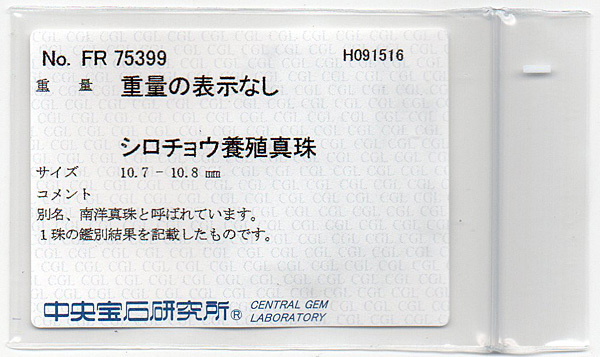 No. FR 75399 H091516
重量 重量の表示なし
シロチョウ養殖真珠
サイズ 10.7 - 10.8 mm
コメント
別名、南洋真珠と呼ばれています。
1珠の鑑別結果を記載したものです。
中央宝石研究所® CENTRAL GEM
LABORATORY